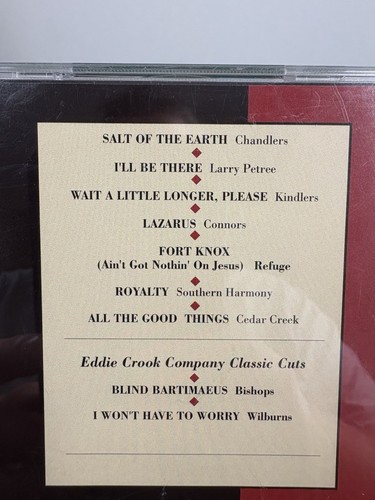 SALT OF THE EARTH Chandlers
I'LL BE THERE Larry Petree
WAIT A LITTLE LONGER, PLEASE Kindlers
LAZARUS Connors
FORT KNOX
(Ain't Got Nothin' On Jesus) Refuge
ROYALTY Southern Harmony
ALL THE GOOD THINGS Cedar Creek
Eddie Crook Company Classic Cuts
BLIND BARTIMAEUS Bishops
I WON'T HAVE TO WORRY Wilburns